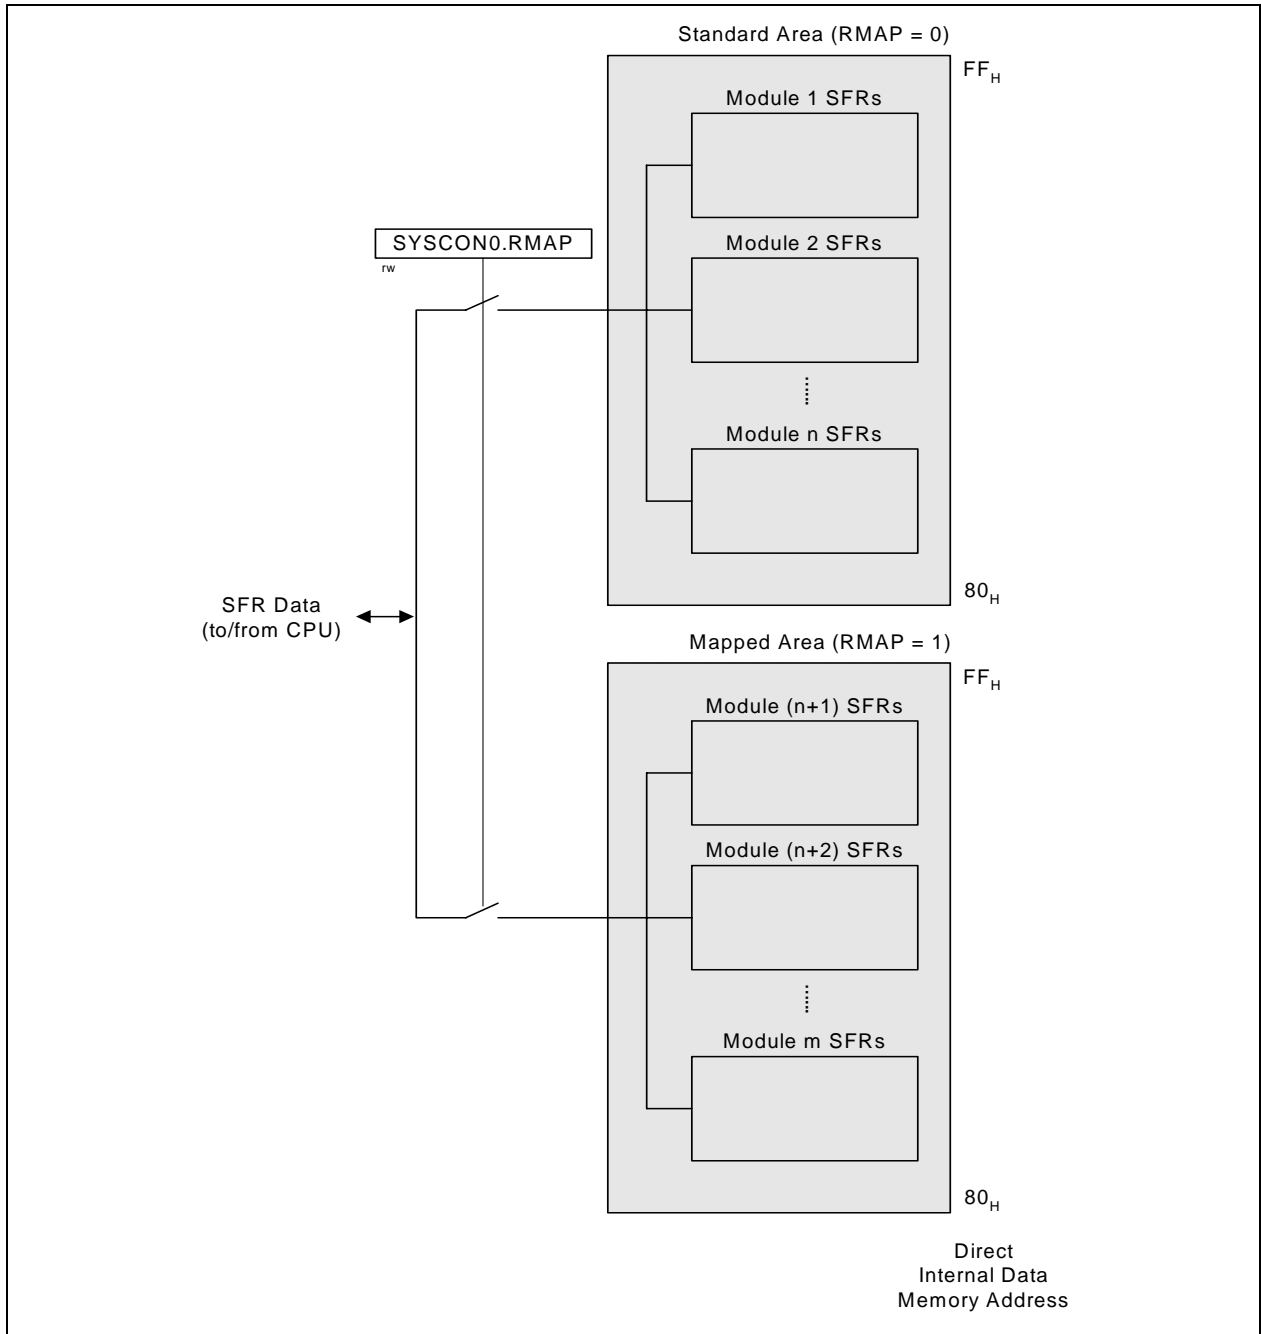 Standard Area (RMAP = 0)
FFH
Module 1 SFRs
SYSCON0.RMAP
rw
Module 2 SFRs
Module n SFRs
80H
SFR Data
(to/from CPU)
Mapped Area (RMAP = 1)
FFH
Module (n+1) SFRs
Module (n+2) SFRs
Module m SFRs
80H
Direct
Internal Data
Memory Address